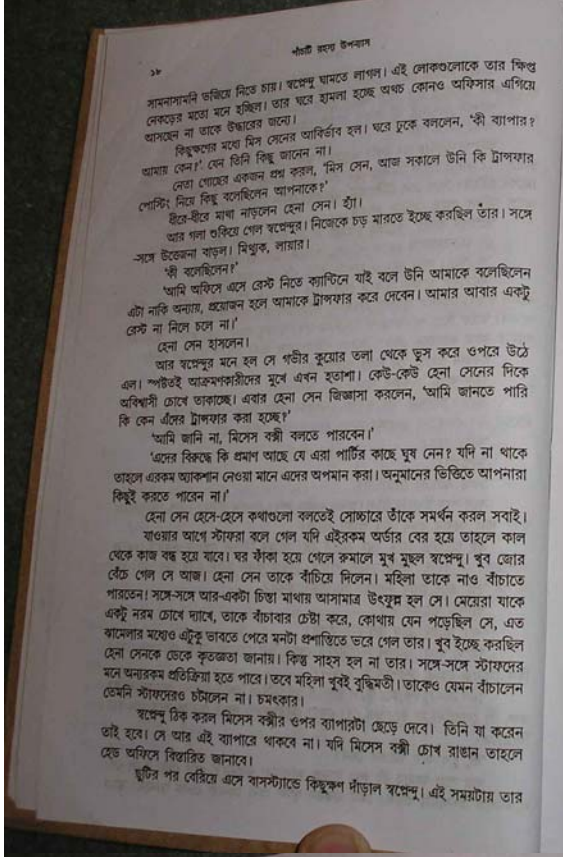 পাঁচটি রহস্য উপন্যাস
১৮
সামনাসামনি ভজিয়ে নিতে চায়। স্বপ্নেন্দু ঘামতে লাগল। এই লোকগুলোকে তার ক্ষিপ্ত
নেকড়ের মতো মনে হচ্ছিল। তার ঘরে হামলা হচ্ছে অথচ কোনও অফিসার এগিয়ে
আসছেন না তাকে উদ্ধারের জন্যে।
কিছুক্ষণের মধ্যে মিস সেনের আবির্ভাব হল। ঘরে ঢুকে বললেন, ‘কী ব্যাপার?
আমায় কেন?’ যেন তিনি কিছু জানেন না।
নেতা গোছের একজন প্রশ্ন করল, ‘মিস সেন, আজ সকালে উনি কি ট্রান্সফার
পোস্টিং নিয়ে কিছু বলেছিলেন আপনাকে?’
ধীরে-ধীরে মাথা নাড়লেন হেনা সেন। হ্যাঁ।
আর গলা শুকিয়ে গেল স্বপ্নেন্দুর। নিজেকে চড় মারতে ইচ্ছে করছিল তার। সঙ্গে
-সঙ্গে উত্তেজনা বাড়ল। মিথ্যুক, লায়ার।
‘কী বলেছিলেন?’
‘আমি অফিসে এসে রেস্ট নিতে ক্যান্টিনে যাই বলে উনি আমাকে বলেছিলেন
এটা নাকি অন্যায়, প্রয়োজন হলে আমাকে ট্রান্সফার করে দেবেন। আমার আবার একটু
রেস্ট না নিলে চলে না।’
হেনা সেন হাসলেন।
আর স্বপ্নেন্দুর মনে হল সে গভীর কুয়োর তলা থেকে ভুস করে ওপরে উঠে
এল। স্পষ্টতই আক্রমণকারীদের মুখে এখন হতাশা। কেউ-কেউ হেনা সেনের দিকে
অবিশ্বাসী চোখে তাকাচ্ছে। এবার হেনা সেন জিজ্ঞাসা করলেন, ‘আমি জানতে পারি
কি কেন এঁদের ট্রান্সফার করা হচ্ছে?’
‘আমি জানি না, মিসেস বক্সী বলতে পারবেন।’
‘এদের বিরুদ্ধে কি প্রমাণ আছে যে এরা পার্টির কাছে ঘুষ নেন? যদি না থাকে
তাহলে এরকম অ্যাকশান নেওয়া মানে এদের অপমান করা। অনুমানের ভিত্তিতে আপনারা
কিছুই করতে পারেন না।’
হেনা সেন হেসে-হেসে কথাগুলো বলতেই সোচ্চারে তাঁকে সমর্থন করল সবাই।
যাওয়ার আগে স্টাফরা বলে গেল যদি এইরকম অর্ডার বের হয় তাহলে কাল
থেকে কাজ বন্ধ হয়ে যাবে। ঘর ফাঁকা হয়ে গেলে রুমালে মুখ মুছল স্বপ্নেন্দু। খুব জোর
বেঁচে গেল সে আজ। হেনা সেন তাকে বাঁচিয়ে দিলেন। মহিলা তাকে নাও বাঁচাতে
পারতেন! সঙ্গে-সঙ্গে আর-একটা চিন্তা মাথায় আসামাত্র উৎফুল্ল হল সে। মেয়েরা যাকে
একটু নরম চোখে দ্যাখে, তাকে বাঁচাবার চেষ্টা করে, কোথায় যেন পড়েছিল সে, এত
ঝামেলার মধ্যেও এটুকু ভাবতে পেরে মনটা প্রশান্তিতে ভরে গেল তার। খুব ইচ্ছে করছিল
হেনা সেনকে ডেকে কৃতজ্ঞতা জানায়। কিন্তু সাহস হল না তার। সঙ্গে-সঙ্গে স্টাফদের
মনে অন্যরকম প্রতিক্রিয়া হতে পারে। তবে মহিলা খুবই বুদ্ধিমতী। তাকেও যেমন বাঁচালেন
তেমনি স্টাফদেরও চটালেন না। চমৎকার।
স্বপ্নেন্দু ঠিক করল মিসেস বক্সীর ওপর ব্যাপারটা ছেড়ে দেবে। তিনি যা করেন
তাই হবে। সে আর এই ব্যাপারে থাকবে না। যদি মিসেস বক্সী চোখ রাঙান তাহলে
হেড অফিসে বিস্তারিত জানাবে।
ছুটির পর বেরিয়ে এসে বাসস্ট্যান্ডে কিছুক্ষণ দাঁড়াল স্বপ্নেন্দু। এই সময়টায় তার